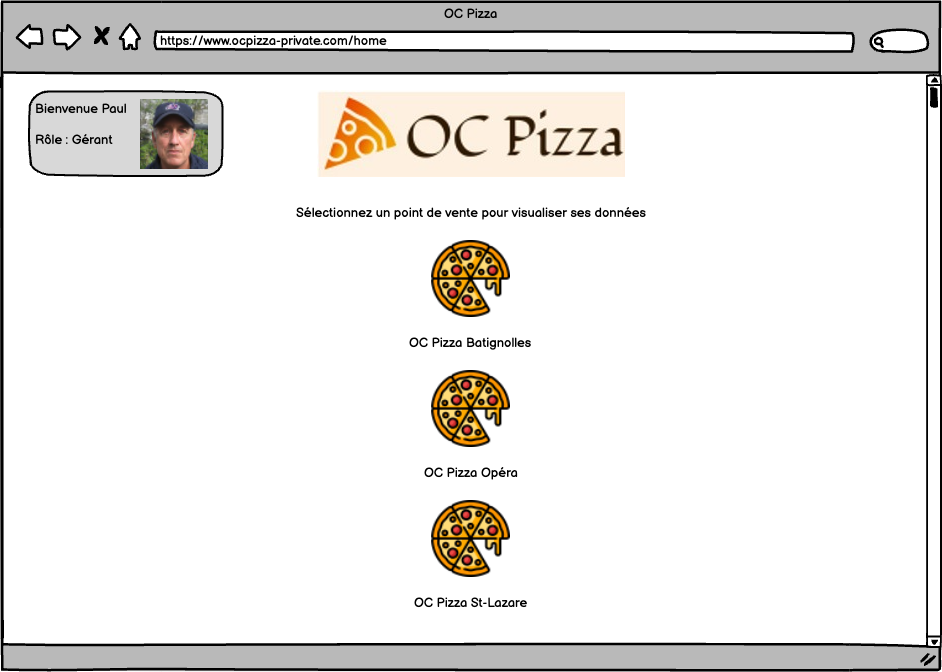 OC Pizza
https://www.ocpizza-private.com/home
Bienvenue Paul
Rôle : Gérant
OC Pizza
Sélectionnez un point de vente pour visualiser ses données
OC Pizza Batignolles
OC Pizza Opéra
OC Pizza St-Lazare